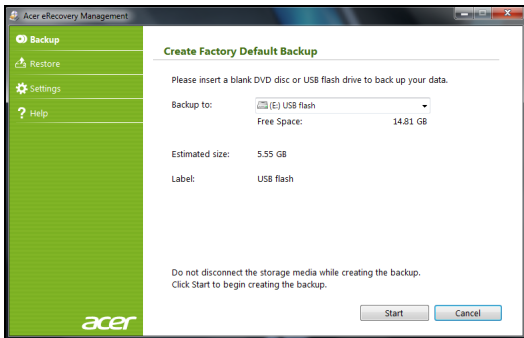 Acer eRecovery Management
Backup
Restore
Settings
Help
Create Factory Default Backup
Please insert a blank DVD disc or USB flash drive to back up your data.
Backup to: (E:) USB flash
Free Space: 14.81 GB
Estimated size: 5.55 GB
Label: USB flash
Do not disconnect the storage media while creating the backup.
Click Start to begin creating the backup.
Start Cancel
acer